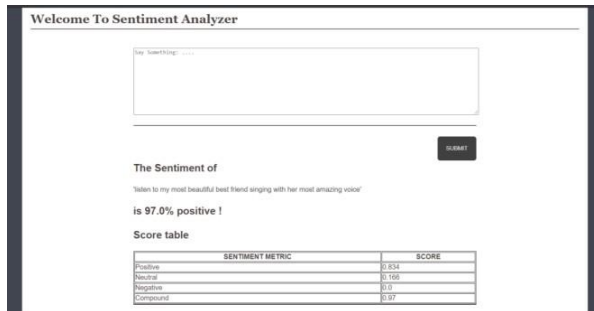 Welcome To Sentiment Analyzer
Say Something: ....
SUBMIT
The Sentiment of
'listen to my most beautiful best friend singing with her most amazing voice'
is 97.0% positive !
Score table
SENTIMENT METRIC SCORE
Positive 0.834
Neutral 0.166
Negative 0.0
Compound 0.97